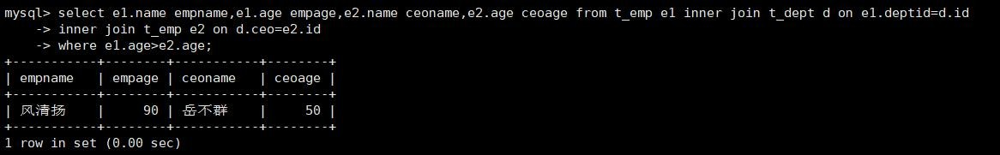 mysql> select e1.name empname,e1.age empage,e2.name ceoname,e2.age ceoage from t_emp e1 inner join t_dept d on e1.deptid=d.id
    -> inner join t_emp e2 on d.ceo=e2.id
    -> where e1.age>e2.age;
+-----------+--------+-----------+--------+
| empname   | empage | ceoname   | ceoage |
+-----------+--------+-----------+--------+
| 风清扬    |     90 | 岳不群    |     50 |
+-----------+--------+-----------+--------+
1 row in set (0.00 sec)